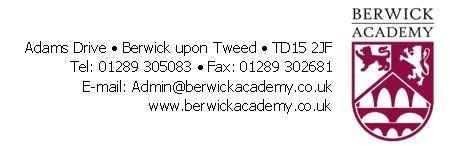 BERWICK
ACADEMY
Adams Drive • Berwick upon Tweed • TD15 2JF
Tel: 01289 305083 • Fax: 01289 302681
E-mail: Admin@berwickacademy.co.uk
www.berwickacademy.co.uk